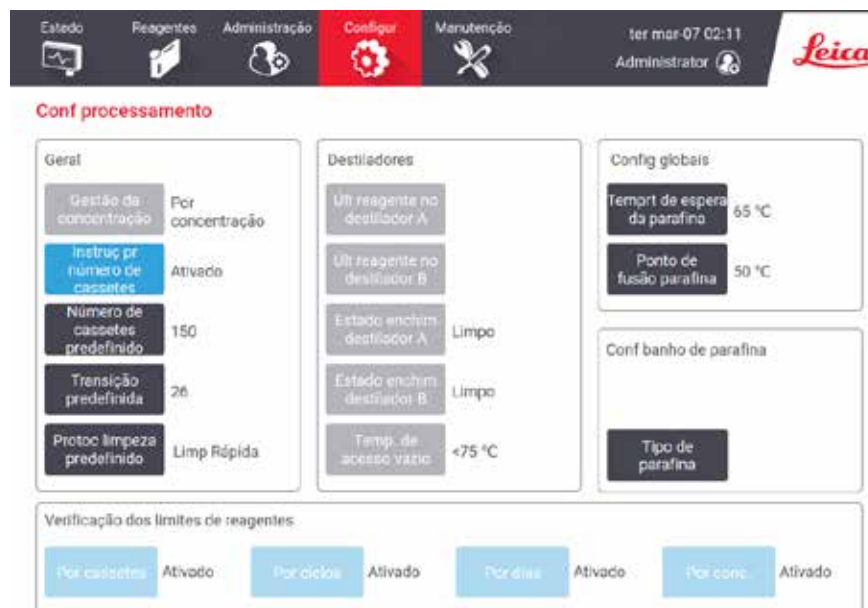 Estado Reagentes Administração Configur Manutenção
ter mar-07 02:11
Administrator
Leica
Conf processamento
Geral
Gestão da
concentração
Por
concentração
Instruç pr
número de
cassetes
Ativado
Número de
cassetes
predefinido
150
Transição
predefinida
26
Protoc limpeza
predefinido
Limp Rápida
Destiladores
Últ reagente no
destilador A
Últ reagente no
destilador B
Estado enchim
destilador A
Limpo
Estado enchim
destilador B
Limpo
Temp. de
acesso vazio
<75 °C
Config globais
Temprt de espera
da parafina
65 °C
Ponto de
fusão parafina
50 °C
Conf banho de parafina
Tipo de
parafina
Verificação dos limites de reagentes
Por cassetes Ativado Por ciclos Ativado Por dias Ativado Por conc. Ativado